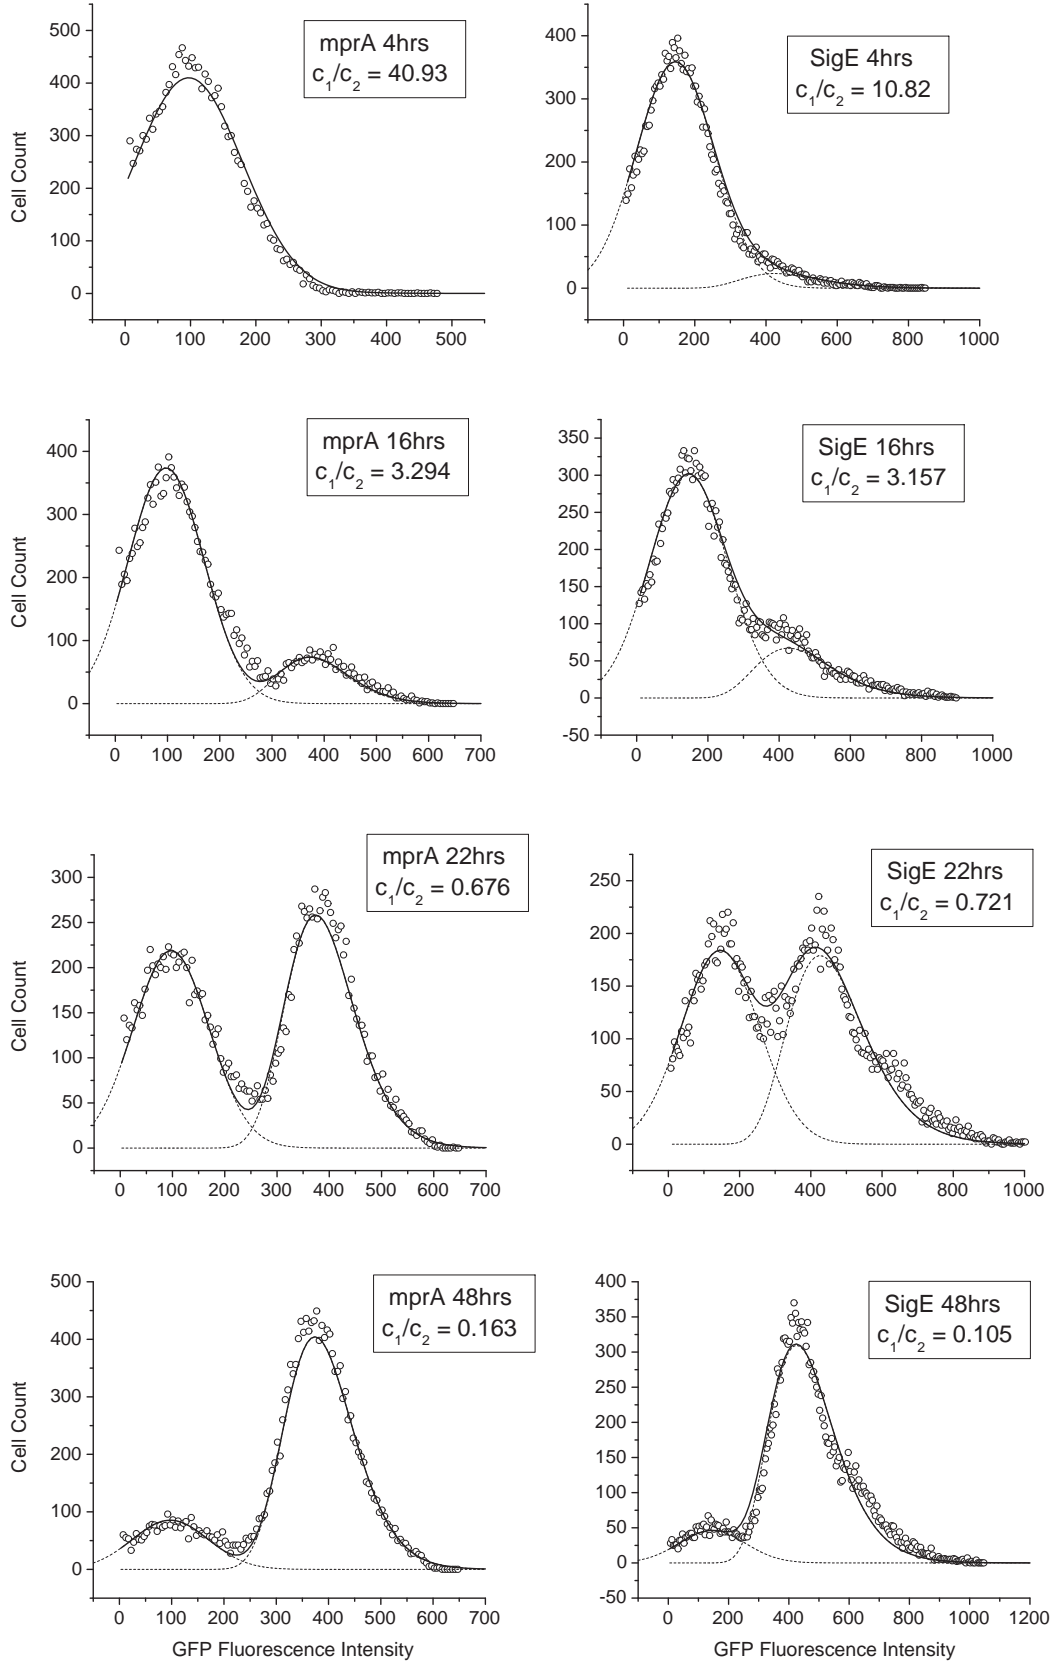 mprA 4hrs
c1/c2 = 40.93
Cell Count
500
400
300
200
100
0
0 100 200 300 400 500
SigE 4hrs
c1/c2 = 10.82
400
300
200
100
0
0 200 400 600 800 1000
mprA 16hrs
c1/c2 = 3.294
Cell Count
400
300
200
100
0
0 100 200 300 400 500 600 700
SigE 16hrs
c1/c2 = 3.157
350
300
250
200
150
100
50
0
-50
0 200 400 600 800 1000
mprA 22hrs
c1/c2 = 0.676
Cell Count
300
250
200
150
100
50
0
0 100 200 300 400 500 600 700
SigE 22hrs
c1/c2 = 0.721
250
200
150
100
50
0
0 200 400 600 800 1000
mprA 48hrs
c1/c2 = 0.163
Cell Count
500
400
300
200
100
0
0 100 200 300 400 500 600 700
GFP Fluorescence Intensity
SigE 48hrs
c1/c2 = 0.105
400
350
300
250
200
150
100
50
0
-50
0 200 400 600 800 1000 1200
GFP Fluorescence Intensity